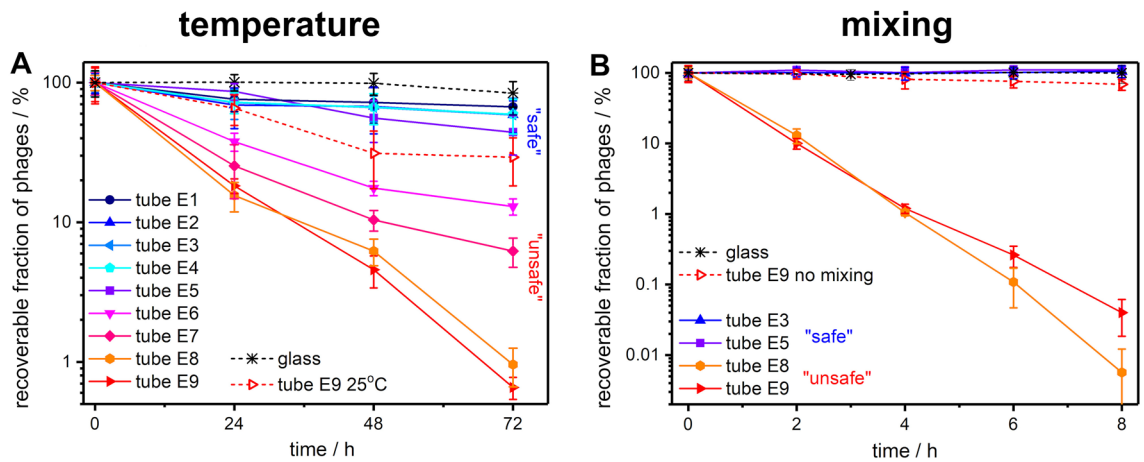 temperature
mixing
A
recoverable fraction of phages / %
100
10
1
0
24
48
72
time / h
tube E1
tube E2
tube E3
tube E4
tube E5
tube E6
tube E7
tube E8
tube E9
glass
tube E9 25°C
"safe"
"unsafe"
B
recoverable fraction of phages / %
100
10
1
0.1
0.01
0
2
4
6
8
time / h
glass
tube E9 no mixing
tube E3
tube E5
tube E8
tube E9
"safe"
"unsafe"